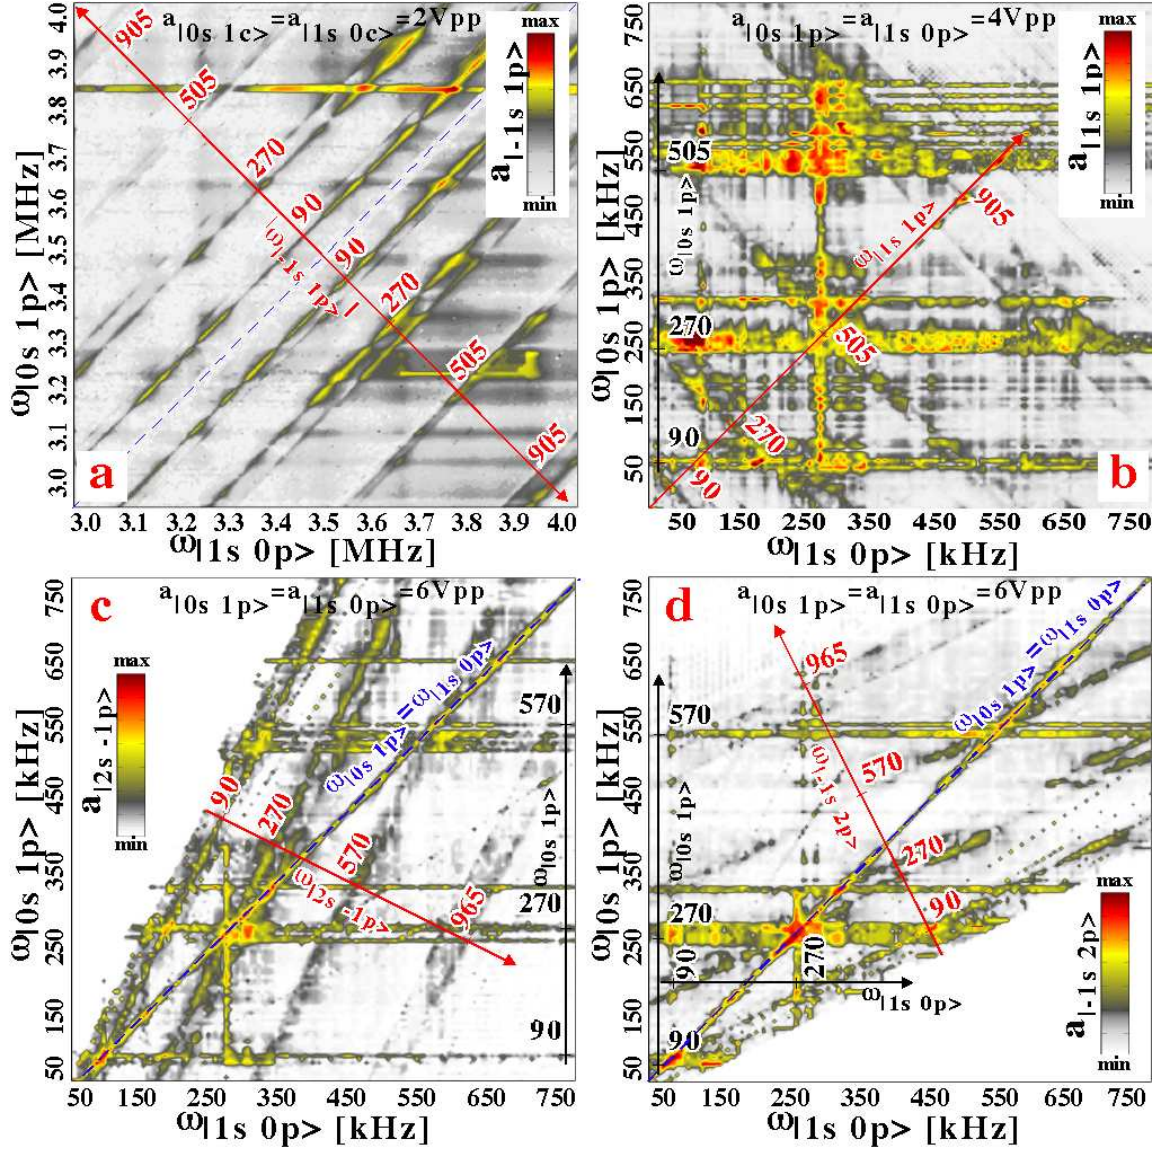 a|0s 1c>=a|1s 0c>=2Vpp
max
a|-1s 1p>
min
905
505
270
90
ω|-1s 1p>
90
270
505
905
4.0
3.9
3.8
3.7
3.6
3.5
3.4
3.3
3.2
3.1
3.0
ω|0s 1p> [MHz]
a
3.0 3.1 3.2 3.3 3.4 3.5 3.6 3.7 3.8 3.9 4.0
ω|1s 0p> [MHz]
a|0s 1p>=a|1s 0p>=4Vpp
max
a|1s 1p>
min
750
650
550
450
350
250
150
50
ω|0s 1p> [kHz]
505
270
90
ω|0s 1p>
ω|1s 1p>
905
505
270
90
b
50 150 250 350 450 550 650 750
ω|1s 0p> [kHz]
c
a|0s 1p>=a|1s 0p>=6Vpp
max
a|2s -1p>
min
750
650
550
450
350
250
150
50
ω|0s 1p> [kHz]
ω|0s 1p>=ω|1s 0p>
90
270
570
965
ω|2s -1p>
570
270
90
ω|0s 1p>
50 150 250 350 450 550 650 750
ω|1s 0p> [kHz]
d
a|0s 1p>=a|1s 0p>=6Vpp
ω|0s 1p>=ω|1s 0p>
965
570
270
90
ω|-1s 2p>
570
270
90
ω|0s 1p>
90
270
ω|1s 0p>
max
a|-1s 2p>
min
750
650
550
450
350
250
150
50
ω|0s 1p> [kHz]
50 150 250 350 450 550 650 750
ω|1s 0p> [kHz]